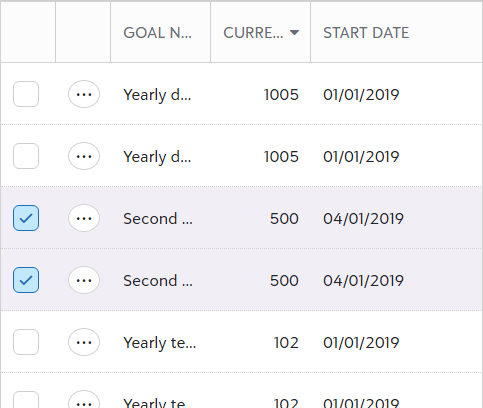 GOAL N... CURRE... START DATE
Yearly d... 1005 01/01/2019
Yearly d... 1005 01/01/2019
Second ... 500 04/01/2019
Second ... 500 04/01/2019
Yearly te... 102 01/01/2019
Yearly te... 102 01/01/2019